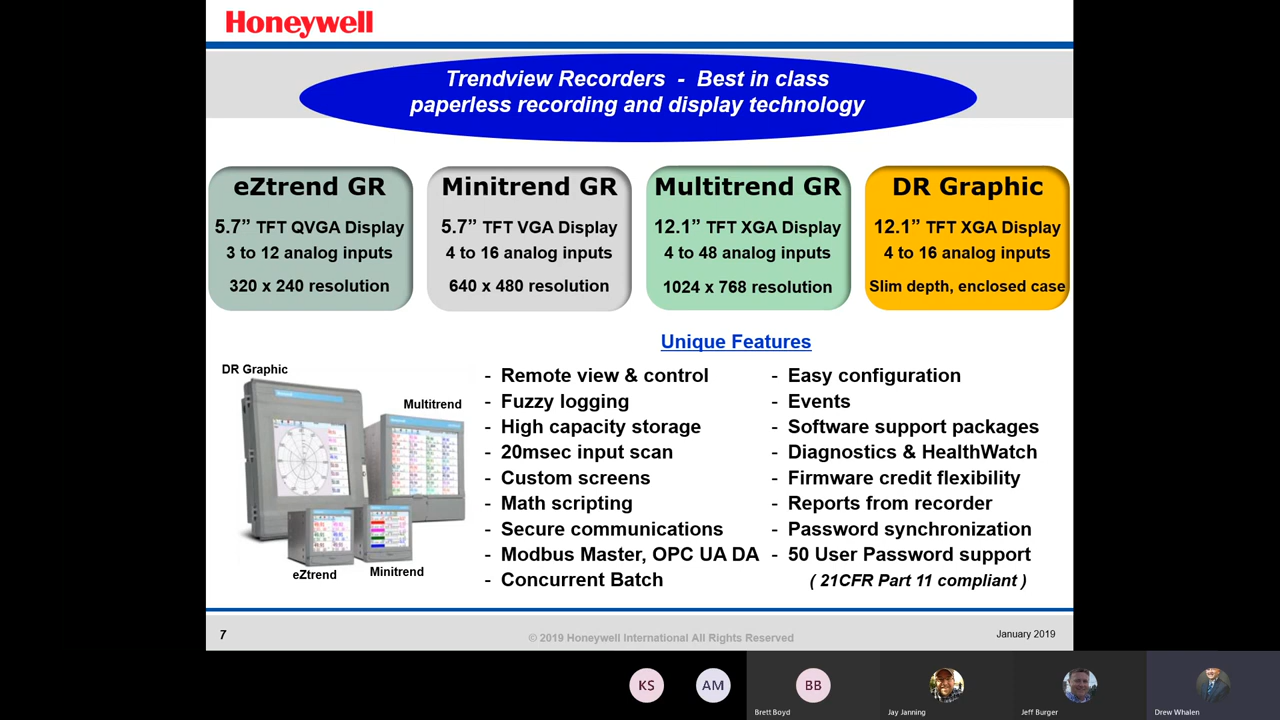 Honeywell
Trendview Recorders - Best in class
paperless recording and display technology
eZtrend GR
5.7” TFT QVGA Display
3 to 12 analog inputs
320 x 240 resolution
Minitrend GR
5.7” TFT VGA Display
4 to 16 analog inputs
640 x 480 resolution
Multitrend GR
12.1” TFT XGA Display
4 to 48 analog inputs
1024 x 768 resolution
DR Graphic
12.1” TFT XGA Display
4 to 16 analog inputs
Slim depth, enclosed case
Unique Features
DR Graphic
Multitrend
eZtrend
Minitrend
- Remote view & control
- Fuzzy logging
- High capacity storage
- 20msec input scan
- Custom screens
- Math scripting
- Secure communications
- Modbus Master, OPC UA DA
- Concurrent Batch
- Easy configuration
- Events
- Software support packages
- Diagnostics & HealthWatch
- Firmware credit flexibility
- Reports from recorder
- Password synchronization
- 50 User Password support
( 21CFR Part 11 compliant )
7
© 2019 Honeywell International All Rights Reserved
January 2019
KS
AM
BB
Brett Boyd
Jay Janning
Jeff Burger
Drew Whalen